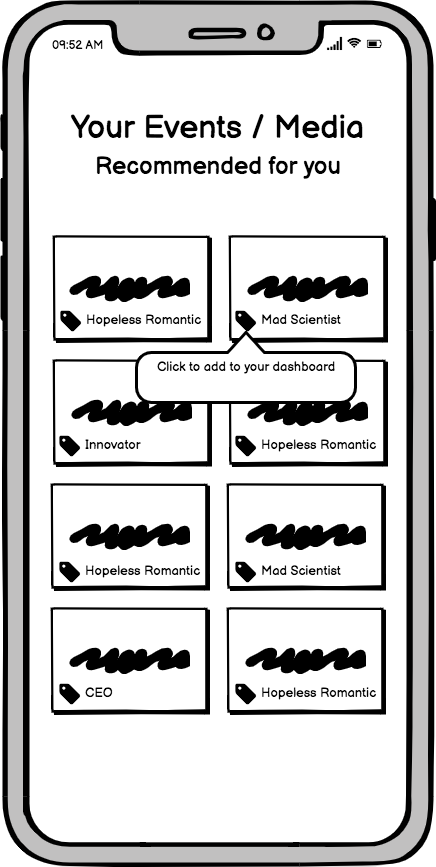 09:52 AM
Your Events / Media
Recommended for you
Hopeless Romantic
Mad Scientist
Click to add to your dashboard
Innovator
Hopeless Romantic
Hopeless Romantic
Mad Scientist
CEO
Hopeless Romantic